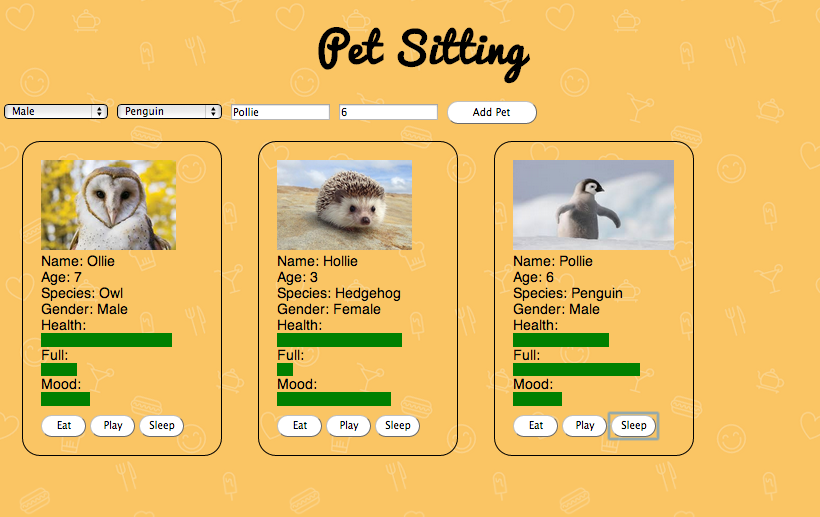 Pet Sitting
Male Penguin Pollie 6 Add Pet
Name: Ollie
Age: 7
Species: Owl
Gender: Male
Health:
Full:
Mood:
Eat Play Sleep
Name: Hollie
Age: 3
Species: Hedgehog
Gender: Female
Health:
Full:
Mood:
Eat Play Sleep
Name: Pollie
Age: 6
Species: Penguin
Gender: Male
Health:
Full:
Mood:
Eat Play Sleep